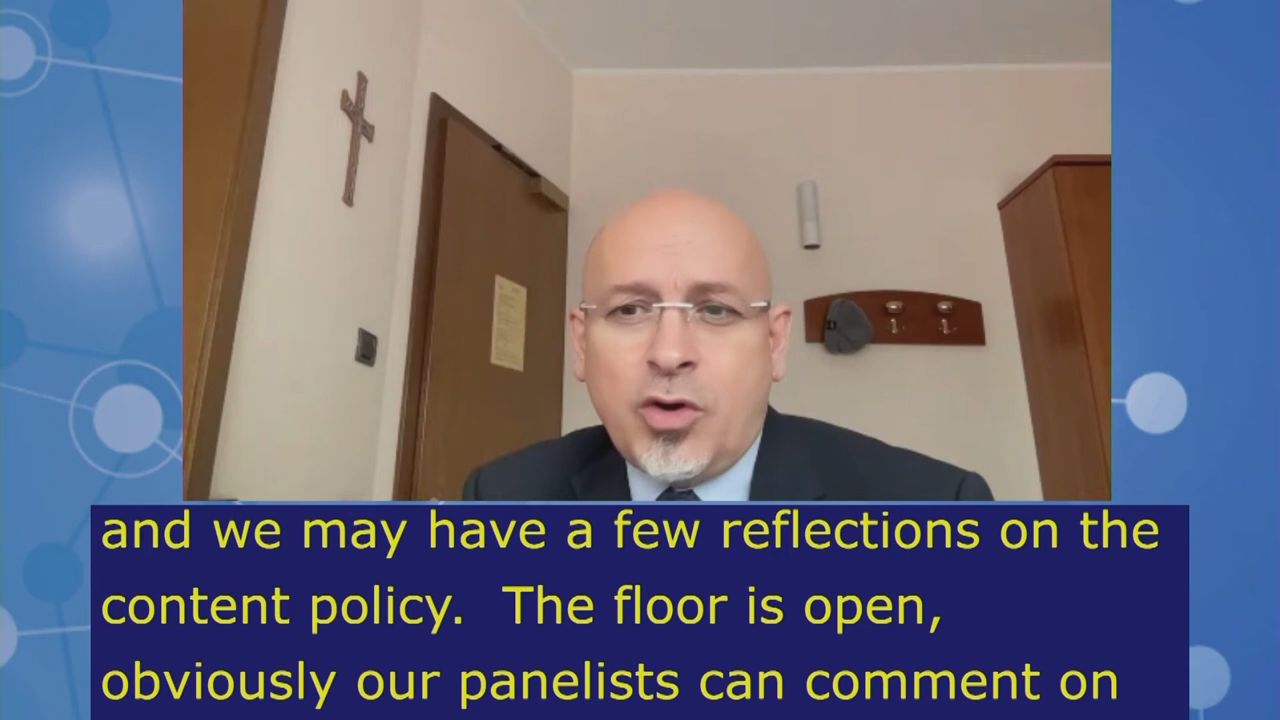 and we may have a few reflections on the
content policy.  The floor is open,
obviously our panelists can comment on